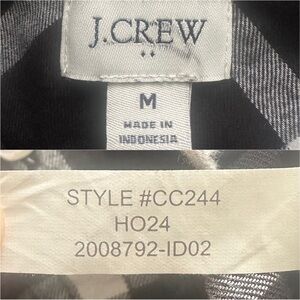 J.CREW
M
MADE IN
INDONESIA
STYLE #CC244
HO24
2008792-ID02